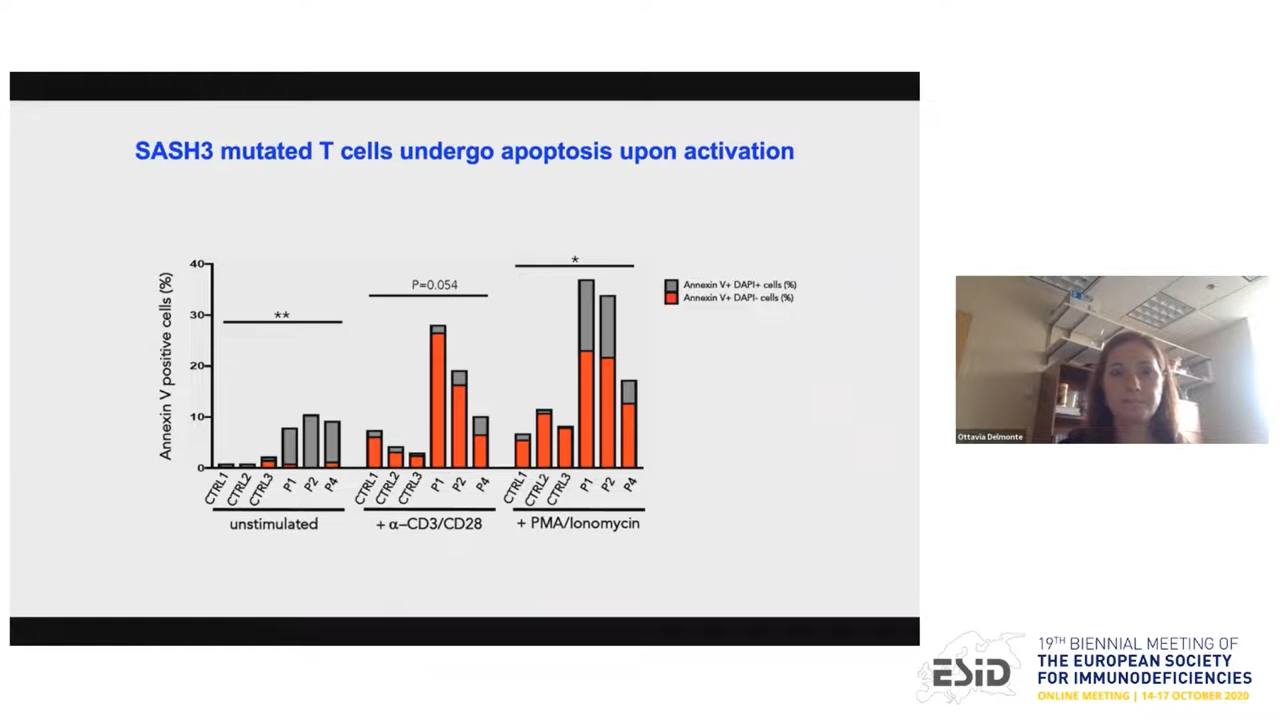 SASH3 mutated T cells undergo apoptosis upon activation
Annexin V positive cells (%)
40
30
20
10
0
**
P=0.054
*
Annexin V+ DAPI+ cells (%)
Annexin V+ DAPI- cells (%)
CTRL1 CTRL2 CTRL3 P1 P2 P4
CTRL1 CTRL2 CTRL3 P1 P2 P4
CTRL1 CTRL2 CTRL3 P1 P2 P4
unstimulated
+ α–CD3/CD28
+ PMA/Ionomycin
Ottavia Delmonte
ESiD
19TH BIENNIAL MEETING OF
THE EUROPEAN SOCIETY
FOR IMMUNODEFICIENCIES
ONLINE MEETING | 14-17 OCTOBER 2020